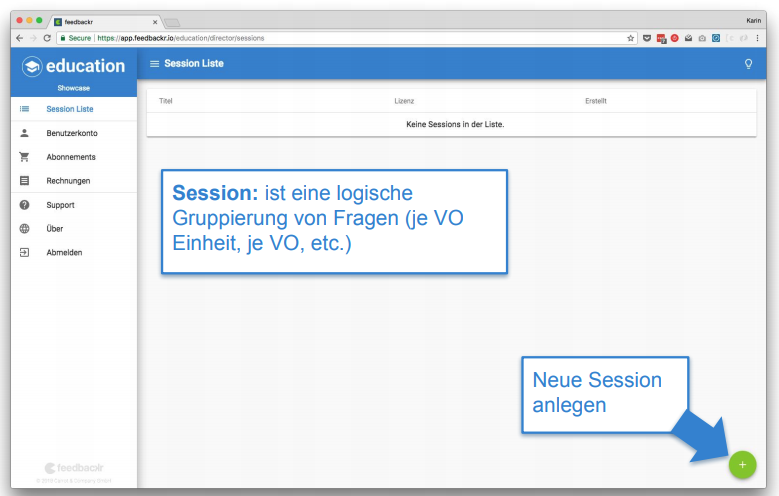 feedbackr
Karin
Secure | https://app.feedbackr.io/education/director/sessions
education
Showcase
Session Liste
Session Liste
Benutzerkonto
Abonnements
Rechnungen
Support
Über
Abmelden
Titel Lizenz Erstellt
Keine Sessions in der Liste.
Session: ist eine logische
Gruppierung von Fragen (je VO
Einheit, je VO, etc.)
Neue Session
anlegen
feedbackr